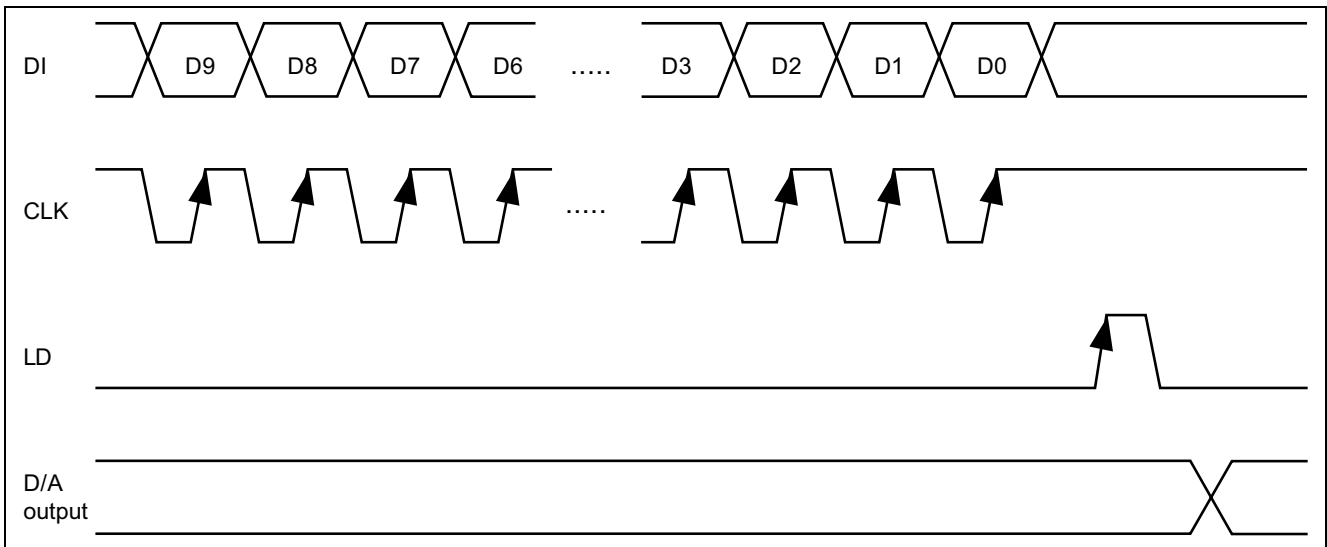 DI D9 D8 D7 D6 ..... D3 D2 D1 D0
CLK .....
LD
D/A
output